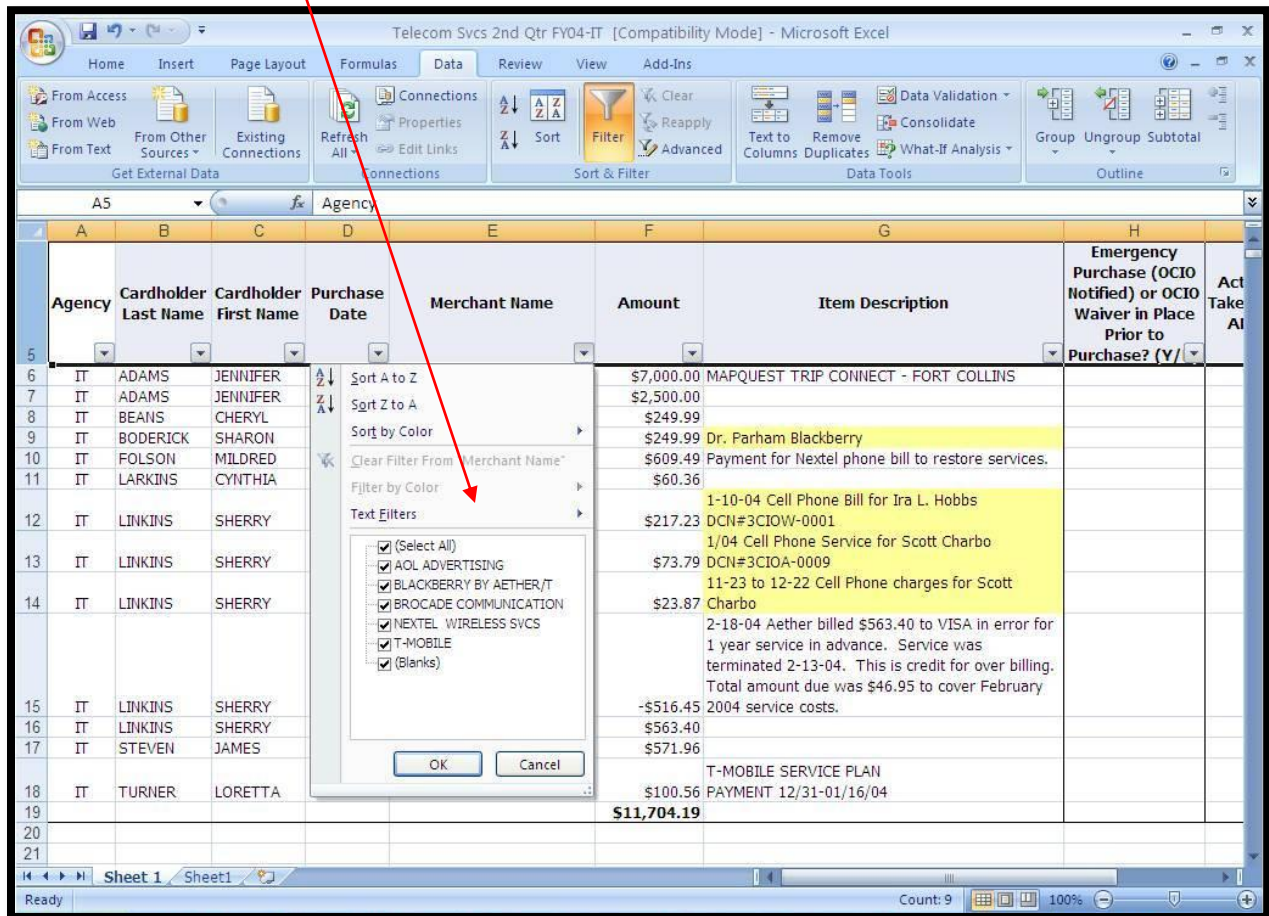 Telecom Svcs 2nd Qtr FY04-IT [Compatibility Mode] - Microsoft Excel
Home Insert Page Layout Formulas Data Review View Add-Ins
From Access
From Web
From Text
From Other Sources
Existing Connections
Get External Data
Refresh All
Connections
Properties
Edit Links
Connections
Sort
Filter
Clear
Reapply
Advanced
Sort & Filter
Text to Columns
Remove Duplicates
Data Validation
Consolidate
What-If Analysis
Data Tools
Group Ungroup Subtotal
Outline
A5 fx Agency
A B C D E F G H
Agency
Cardholder Last Name
Cardholder First Name
Purchase Date
Merchant Name
Amount
Item Description
Emergency
Purchase (OCIO
Notified) or OCIO
Waiver in Place
Prior to
Purchase? (Y/
Act
Take
5
6 IT ADAMS JENNIFER $7,000.00 MAPQUEST TRIP CONNECT - FORT COLLINS
7 IT ADAMS JENNIFER $2,500.00
8 IT BEANS CHERYL $249.99
9 IT BODERICK SHARON $249.99 Dr. Parham Blackberry
10 IT FOLSON MILDRED $609.49 Payment for Nextel phone bill to restore services.
11 IT LARKINS CYNTHIA $60.36
1-10-04 Cell Phone Bill for Ira L. Hobbs
12 IT LINKINS SHERRY $217.23 DCN#3CIOW-0001
1/04 Cell Phone Service for Scott Charbo
13 IT LINKINS SHERRY $73.79 DCN#3CIOA-0009
11-23 to 12-22 Cell Phone charges for Scott
14 IT LINKINS SHERRY $23.87 Charbo
2-18-04 Aether billed $563.40 to VISA in error for
1 year service in advance. Service was
terminated 2-13-04. This is credit for over billing.
Total amount due was $46.95 to cover February
15 IT LINKINS SHERRY -$516.45 2004 service costs.
16 IT LINKINS SHERRY $563.40
17 IT STEVEN JAMES $571.96
T-MOBILE SERVICE PLAN
18 IT TURNER LORETTA $100.56 PAYMENT 12/31-01/16/04
19 $11,704.19
20
21
Sort A to Z
Sort Z to A
Sort by Color
Clear Filter From "Merchant Name"
Filter by Color
Text Filters
(Select All)
AOL ADVERTISING
BLACKBERRY BY AETHER/T
BROCADE COMMUNICATION
NEXTEL WIRELESS SVCS
T-MOBILE
(Blanks)
OK Cancel
Sheet 1 Sheet1
Ready Count: 9 100%